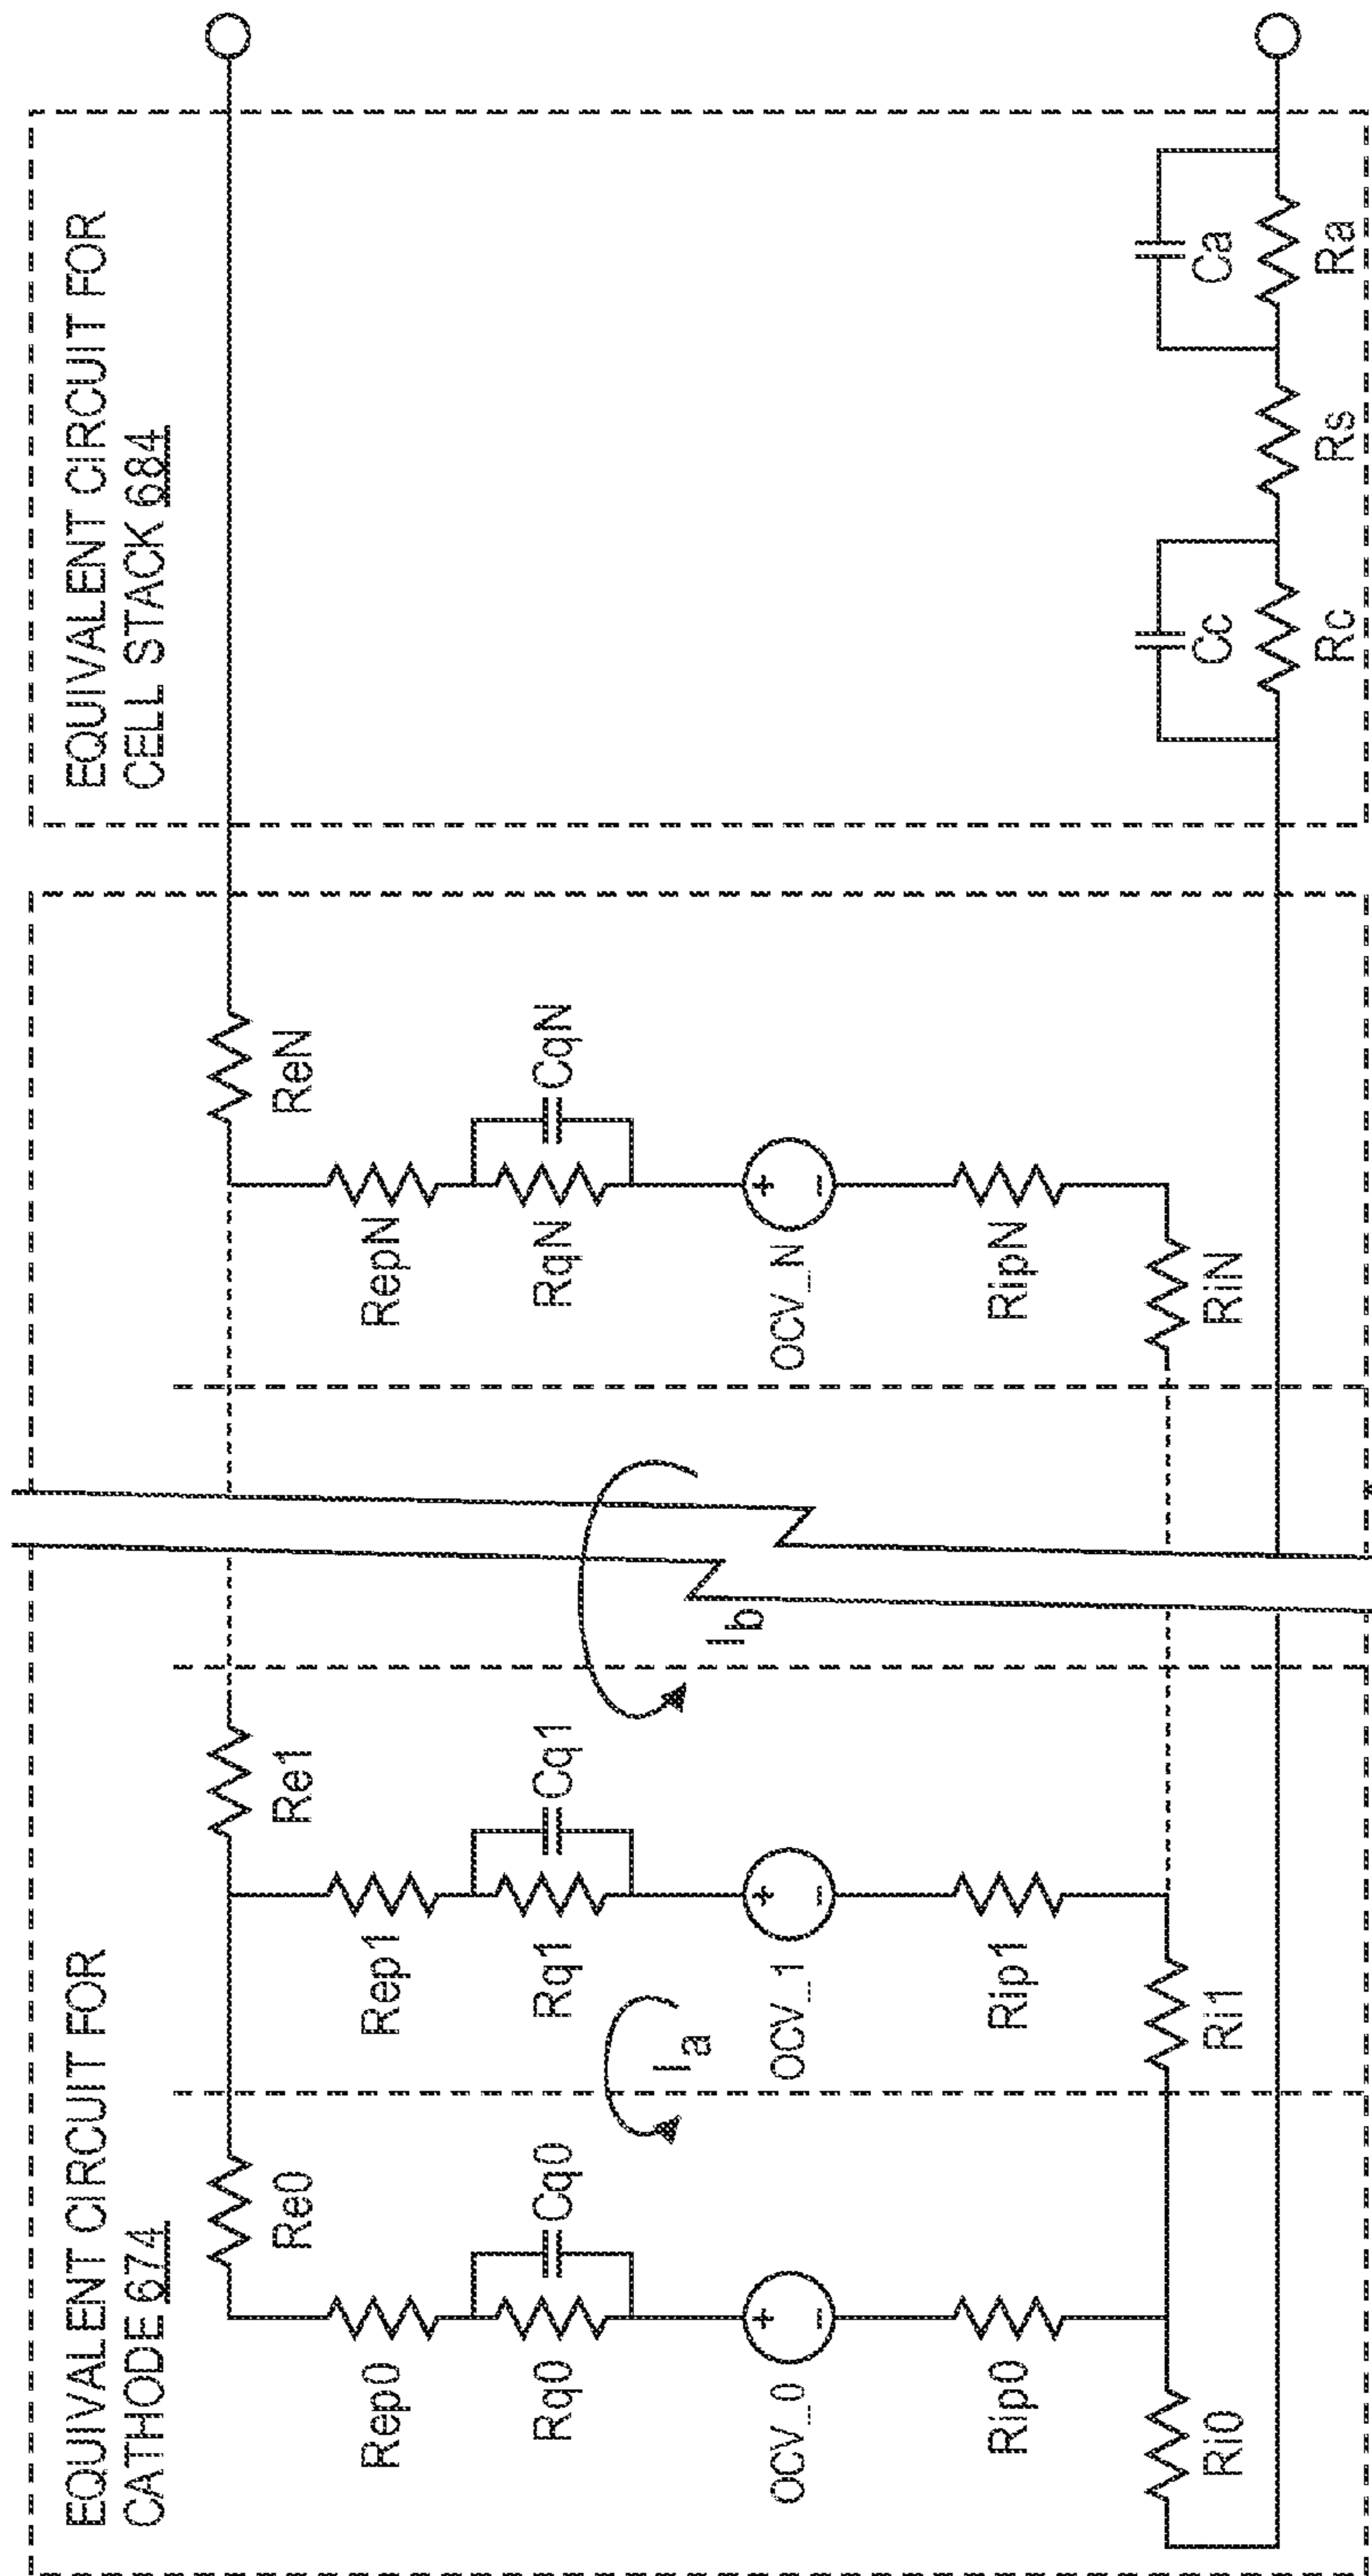 EQUIVALENT CIRCUIT FOR
CATHODE 674
EQUIVALENT CIRCUIT FOR
CELL STACK 684
Re0
Re1
ReN
Rep0
Rq0
Cq0
Rep1
Rq1
Cq1
RepN
RqN
CqN
Ia
Ib
OCV_0
+
-
OCV_1
+
-
OCV_N
+
-
Rip0
Rip1
RipN
Ri0
Ri1
RiN
Cc
Ca
Rc
Rs
Ra